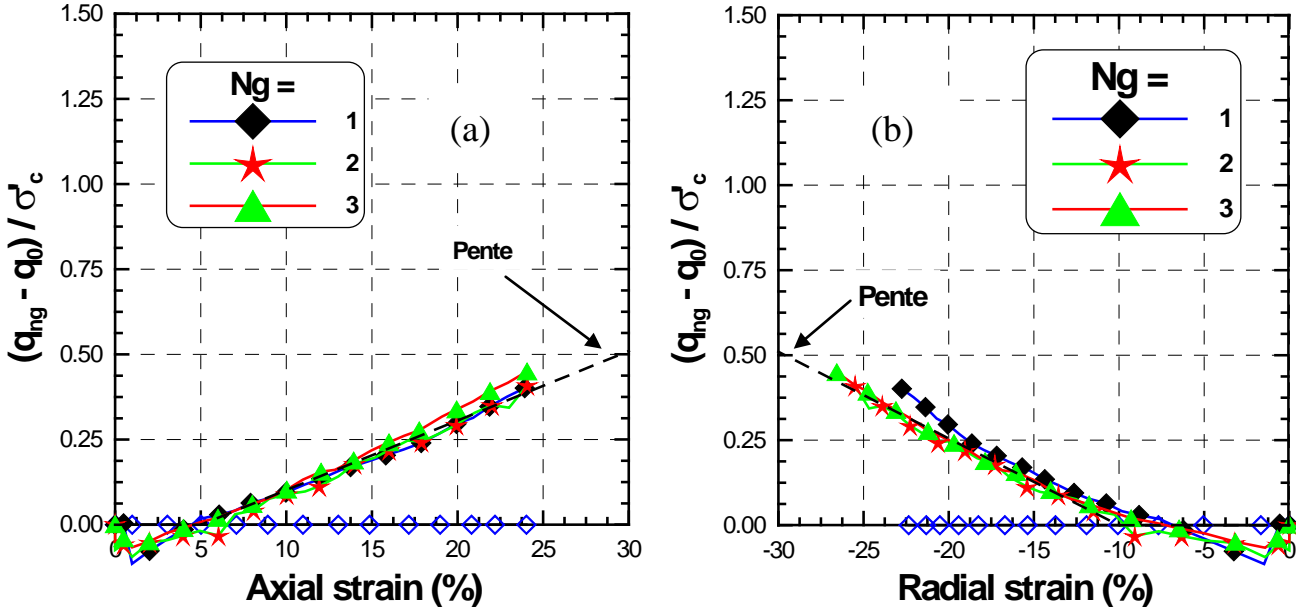 1.50
1.25
1.00
0.75
0.50
0.25
0.00
(q_ng - q_0) / σ'_c
Ng =
1
2
3
(a)
Pente
0 5 10 15 20 25 30
Axial strain (%)
1.50
1.25
1.00
0.75
0.50
0.25
0.00
(q_ng - q_0) / σ'_c
Ng =
1
2
3
(b)
Pente
-30 -25 -20 -15 -10 -5 0
Radial strain (%)